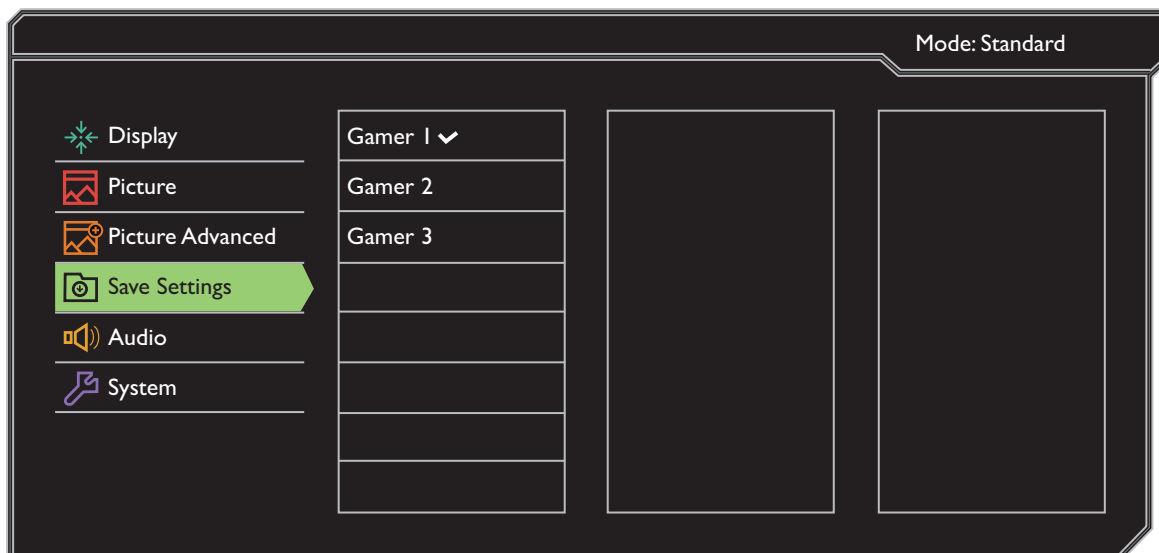 Mode: Standard
Display
Picture
Picture Advanced
Save Settings
Audio
System
Gamer 1
Gamer 2
Gamer 3